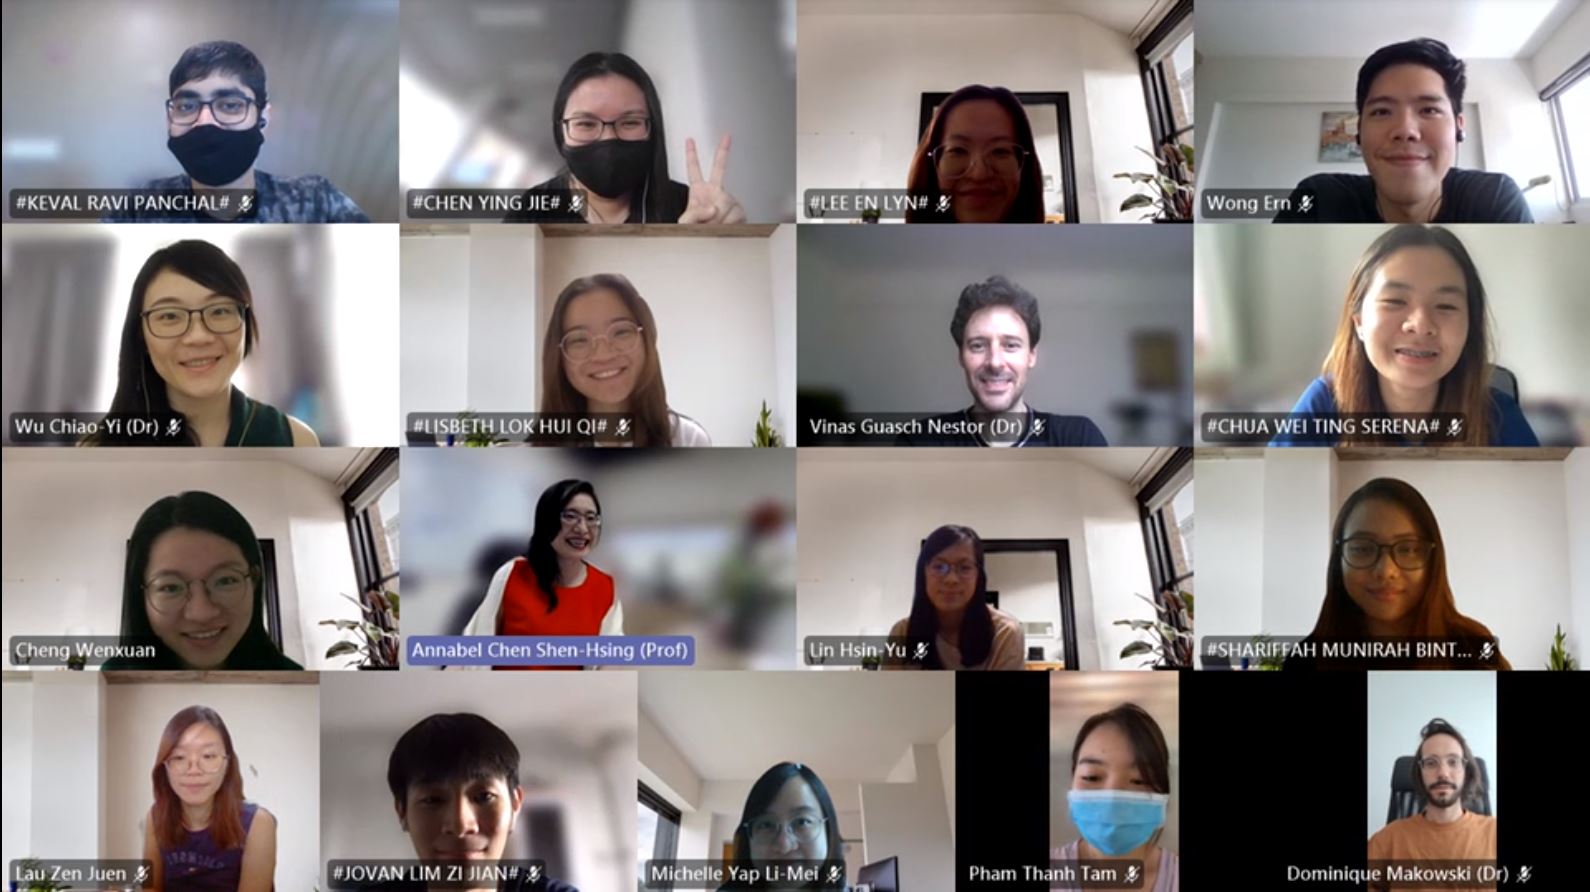 #KEVAL RAVI PANCHAL#
#CHEN YING JIE#
#LEE EN LYN#
Wong Ern
Wu Chiao-Yi (Dr)
#LISBETH LOK HUI QI#
Vinas Guasch Nestor (Dr)
#CHUA WEI TING SERENA#
Cheng Wenxuan
Annabel Chen Shen-Hsing (Prof)
Lin Hsin-Yu
#SHARIFFAH MUNIRAH BINT...
Lau Zen Juen
#JOVAN LIM ZI JIAN#
Michelle Yap Li-Mei
Pham Thanh Tam
Dominique Makowski (Dr)